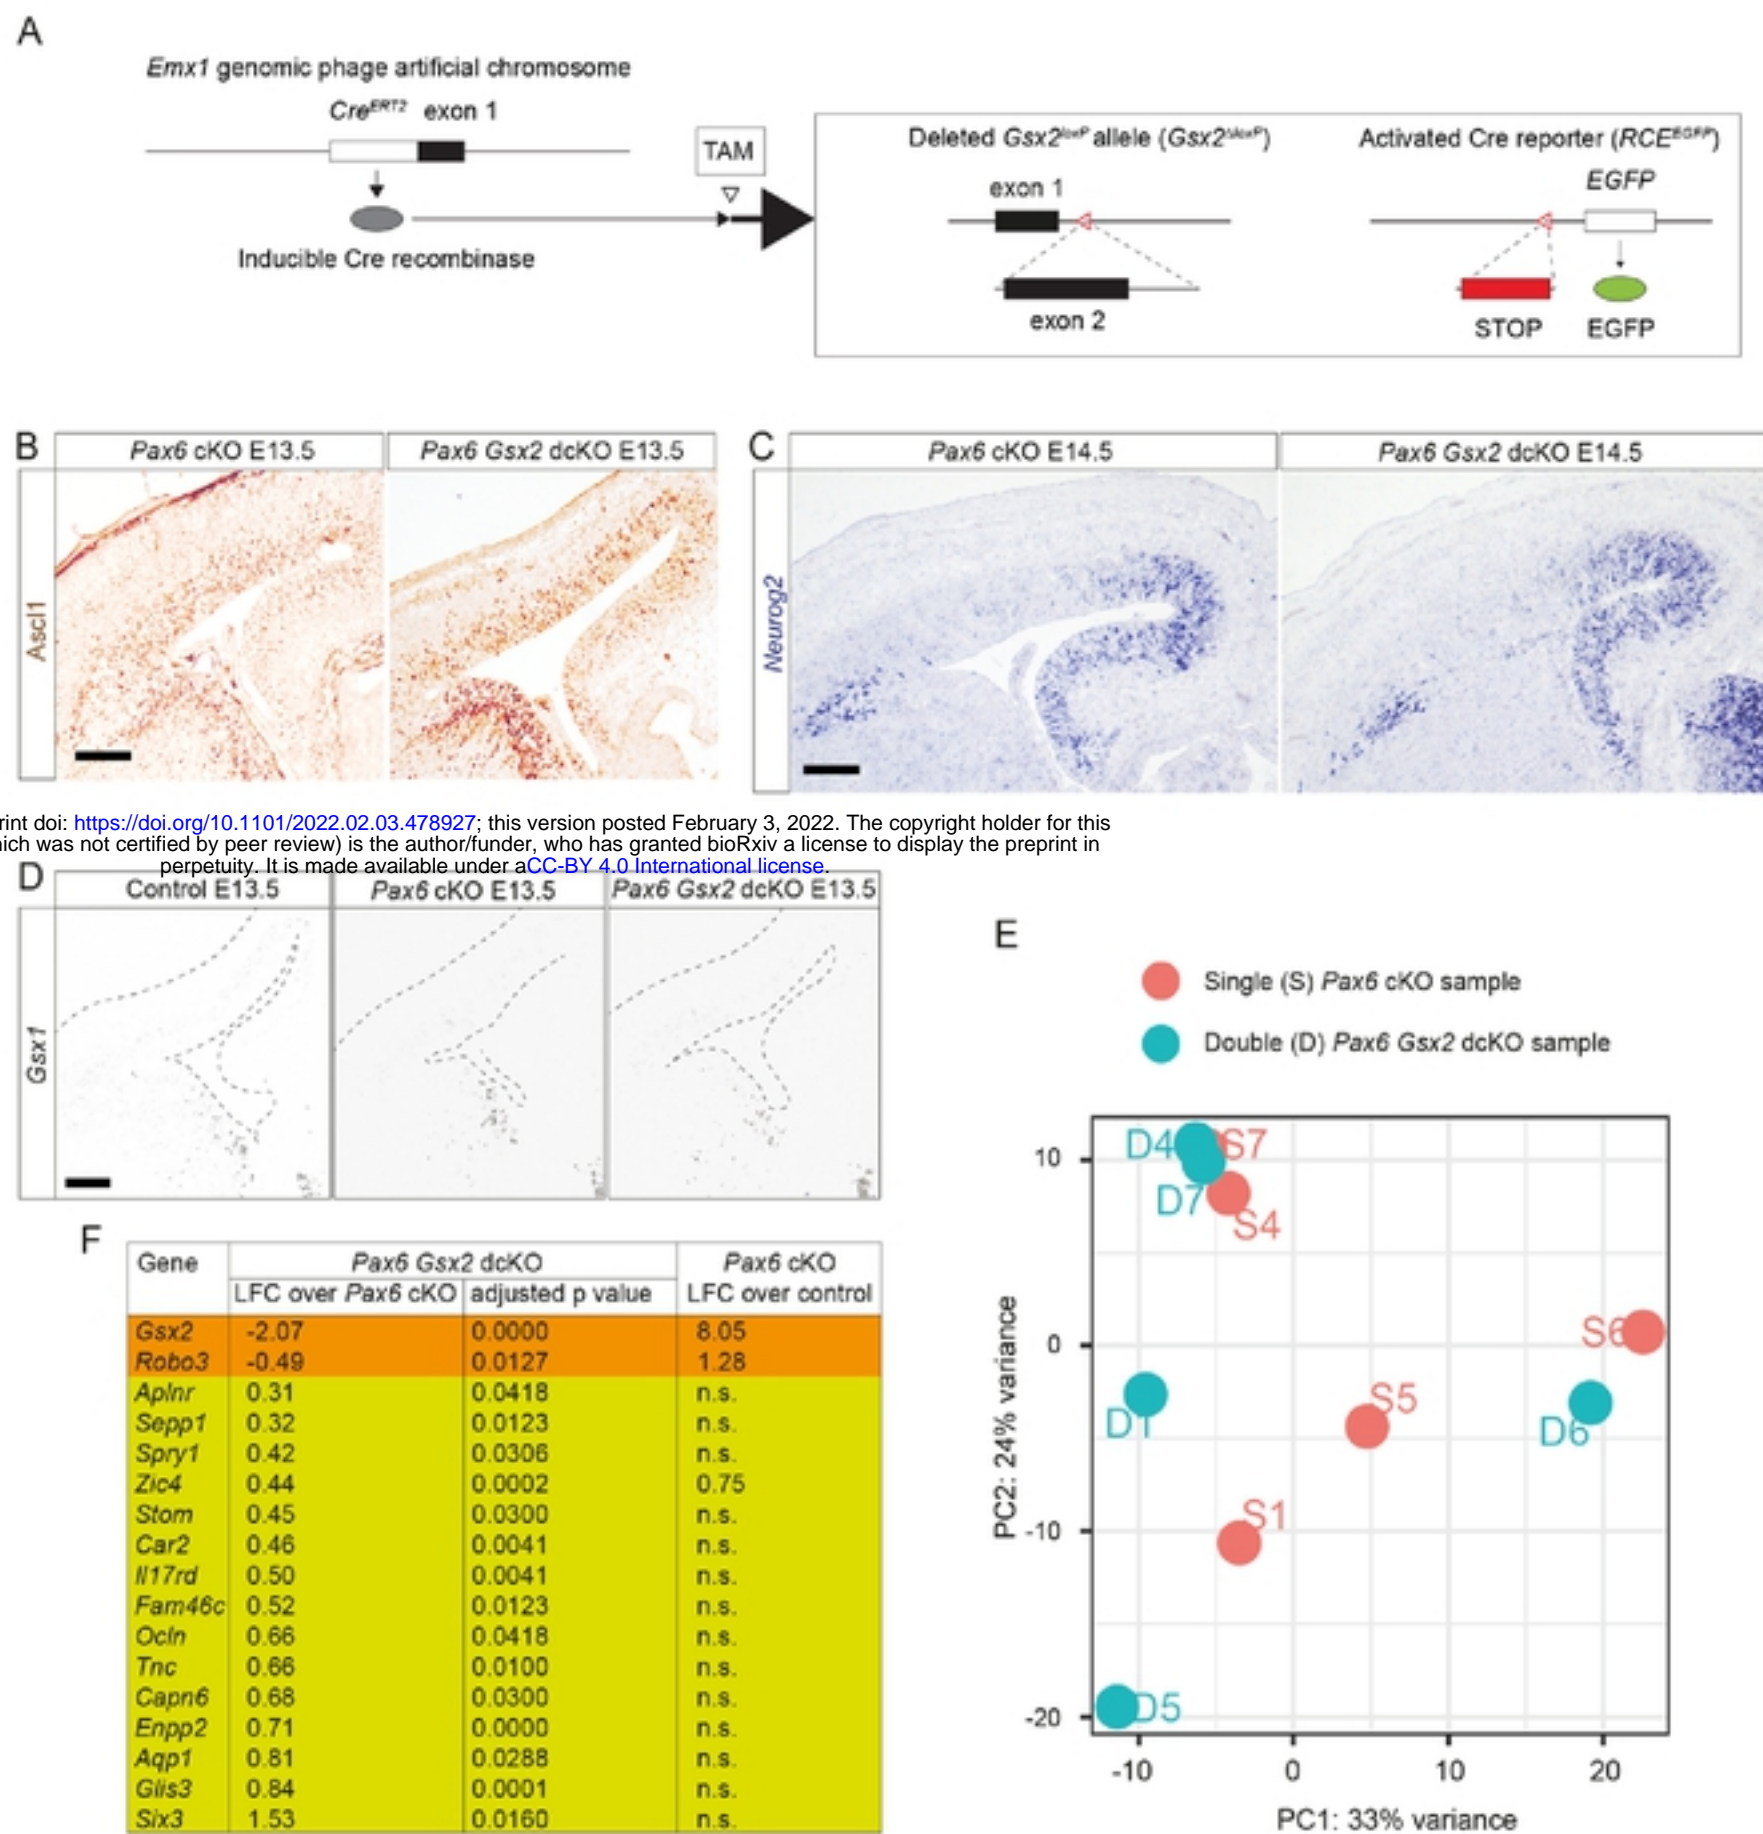 A
Emx1 genomic phage artificial chromosome
CreERT2 exon 1
TAM
Inducible Cre recombinase
Deleted Gsx2loxP allele (Gsx2ΔloxP)
exon 1
exon 2
Activated Cre reporter (RCEEGFP)
EGFP
STOP EGFP
B
Pax6 cKO E13.5 Pax6 Gsx2 dcKO E13.5
Ascl1
C
Pax6 cKO E14.5 Pax6 Gsx2 dcKO E14.5
Neurog2
rint doi: https://doi.org/10.1101/2022.02.03.478927; this version posted February 3, 2022. The copyright holder for this
hich was not certified by peer review) is the author/funder, who has granted bioRxiv a license to display the preprint in
perpetuity. It is made available under aCC-BY 4.0 International license.
D
Control E13.5 Pax6 cKO E13.5 Pax6 Gsx2 dcKO E13.5
Gsx1
E
Single (S) Pax6 cKO sample
Double (D) Pax6 Gsx2 dcKO sample
D4 S7
D7
S4
S6
S5
D1
D6
S1
D5
10
0
-10
-20
PC2: 24% variance
-10 0 10 20
PC1: 33% variance
F
Gene Pax6 Gsx2 dcKO Pax6 cKO
LFC over Pax6 cKO adjusted p value LFC over control
Gsx2 -2.07 0.0000 8.05
Robo3 -0.49 0.0127 1.28
Aplnr 0.31 0.0418 n.s.
Sepp1 0.32 0.0123 n.s.
Spry1 0.42 0.0306 n.s.
Zic4 0.44 0.0002 0.75
Stom 0.45 0.0300 n.s.
Car2 0.46 0.0041 n.s.
Il17rd 0.50 0.0041 n.s.
Fam46c 0.52 0.0123 n.s.
Ocln 0.66 0.0418 n.s.
Tnc 0.66 0.0100 n.s.
Capn6 0.68 0.0300 n.s.
Enpp2 0.71 0.0000 n.s.
Aqp1 0.81 0.0288 n.s.
Glis3 0.84 0.0001 n.s.
Six3 1.53 0.0160 n.s.